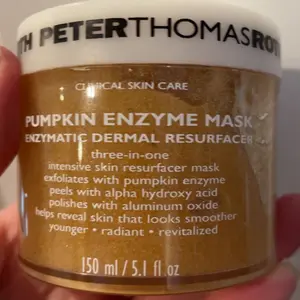 TH PETERTHOMASROT
CLINICAL SKIN CARE
PUMPKIN ENZYME MASK
ENZYMATIC DERMAL RESURFACER
three-in-one
intensive skin resurfacer mask
exfoliates with pumpkin enzyme
peels with alpha hydroxy acid
polishes with aluminum oxide
helps reveal skin that looks smoother
younger • radiant • revitalized
150 ml / 5.1 fl oz